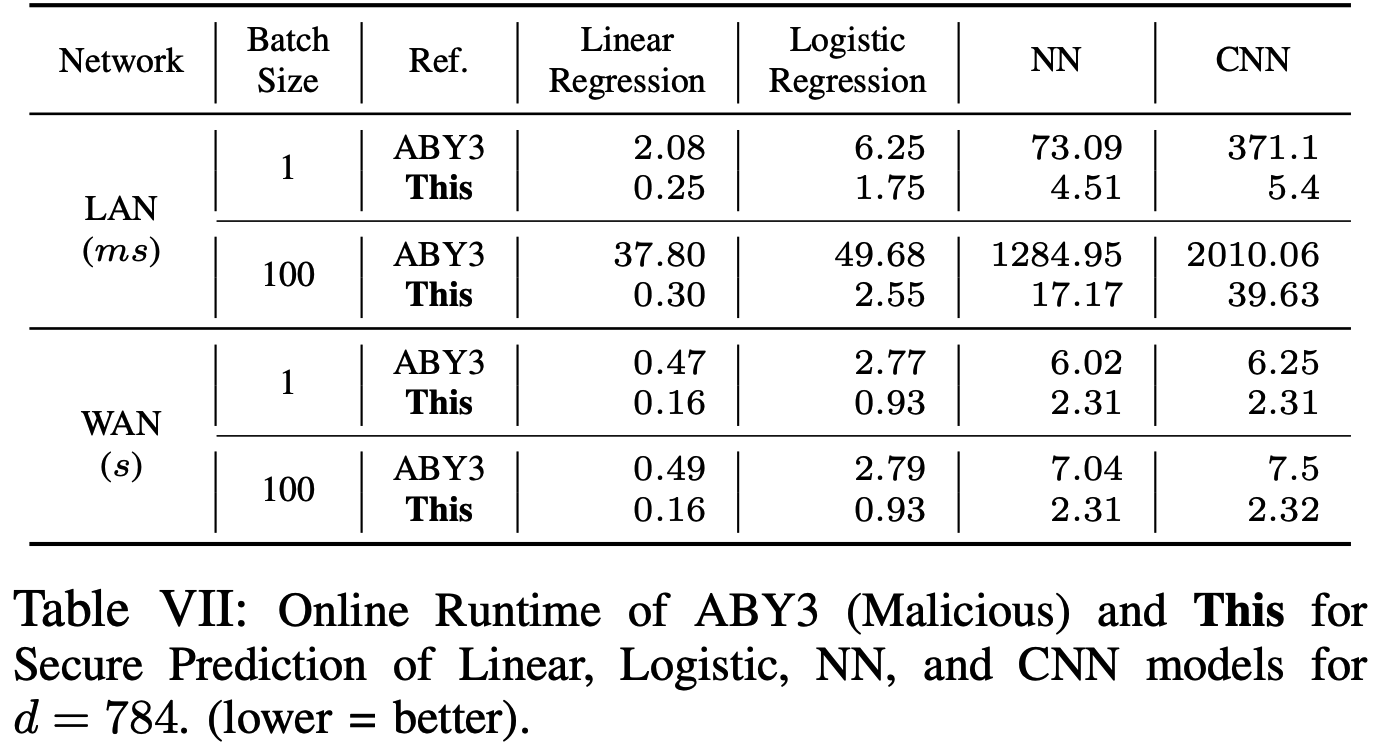 Network Batch Size Ref. Linear Regression Logistic Regression NN CNN
LAN (ms) 1 ABY3 2.08 6.25 73.09 371.1
This 0.25 1.75 4.51 5.4
100 ABY3 37.80 49.68 1284.95 2010.06
This 0.30 2.55 17.17 39.63
WAN (s) 1 ABY3 0.47 2.77 6.02 6.25
This 0.16 0.93 2.31 2.31
100 ABY3 0.49 2.79 7.04 7.5
This 0.16 0.93 2.31 2.32
Table VII: Online Runtime of ABY3 (Malicious) and This for
Secure Prediction of Linear, Logistic, NN, and CNN models for
d = 784. (lower = better).